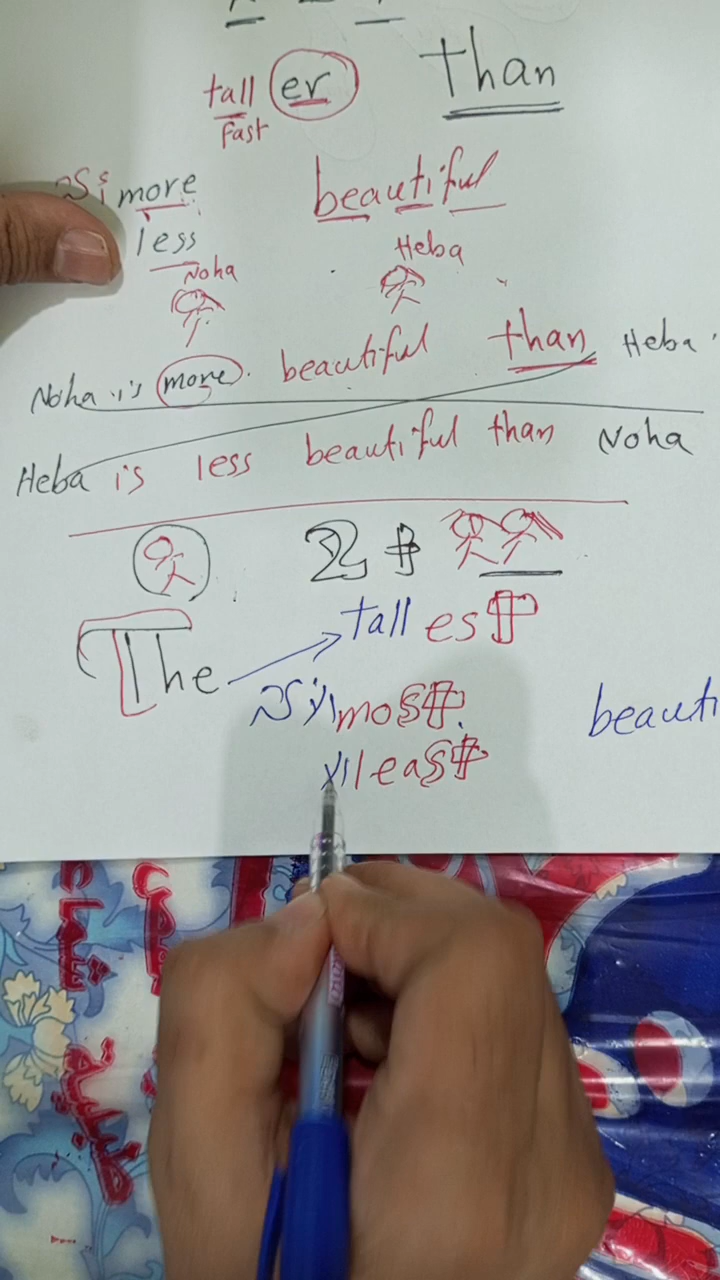 tall er Than
fast
more beautiful
less
Noha Heba
Noha is more beautiful than Heba
Heba is less beautiful than Noha
2
The tallest
most beauti
least